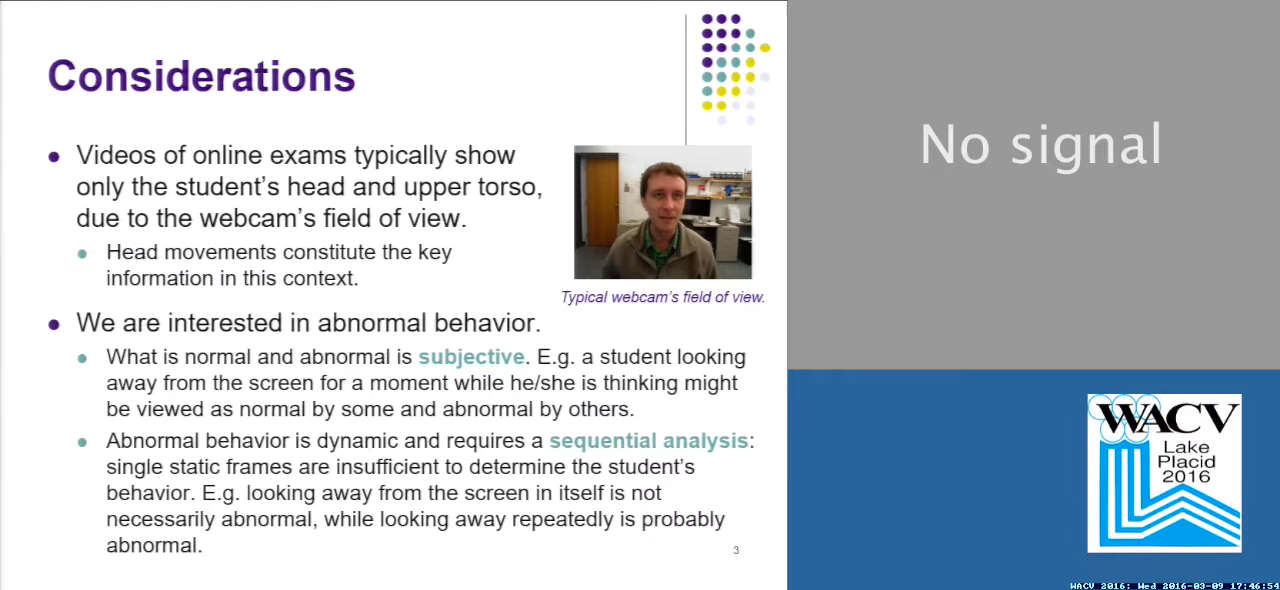 Considerations
Videos of online exams typically show
only the student's head and upper torso,
due to the webcam's field of view.
Head movements constitute the key
information in this context.
Typical webcam's field of view.
We are interested in abnormal behavior.
What is normal and abnormal is subjective. E.g. a student looking
away from the screen for a moment while he/she is thinking might
be viewed as normal by some and abnormal by others.
Abnormal behavior is dynamic and requires a sequential analysis:
single static frames are insufficient to determine the student's
behavior. E.g. looking away from the screen in itself is not
necessarily abnormal, while looking away repeatedly is probably
abnormal.
3
No signal
WACV
Lake
Placid
2016
WACV 2016: Wed 2016-03-09 17:46:54